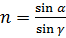 n = sin α / sin γ